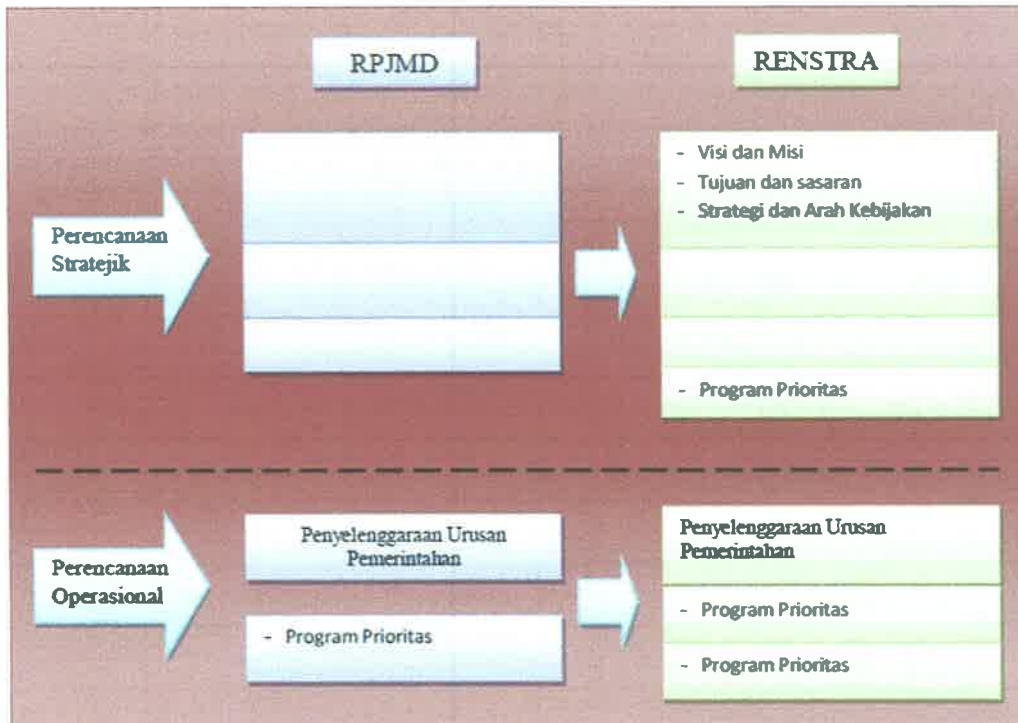 RPJMD
RENSTRA
Perencanaan
Stratejik
- Visi dan Misi
- Tujuan dan sasaran
- Strategi dan Arah Kebijakan
- Program Prioritas
Perencanaan
Operasional
Penyelenggaraan Urusan
Pemerintahan
- Program Prioritas
Penyelenggaraan Urusan
Pemerintahan
- Program Prioritas
- Program Prioritas